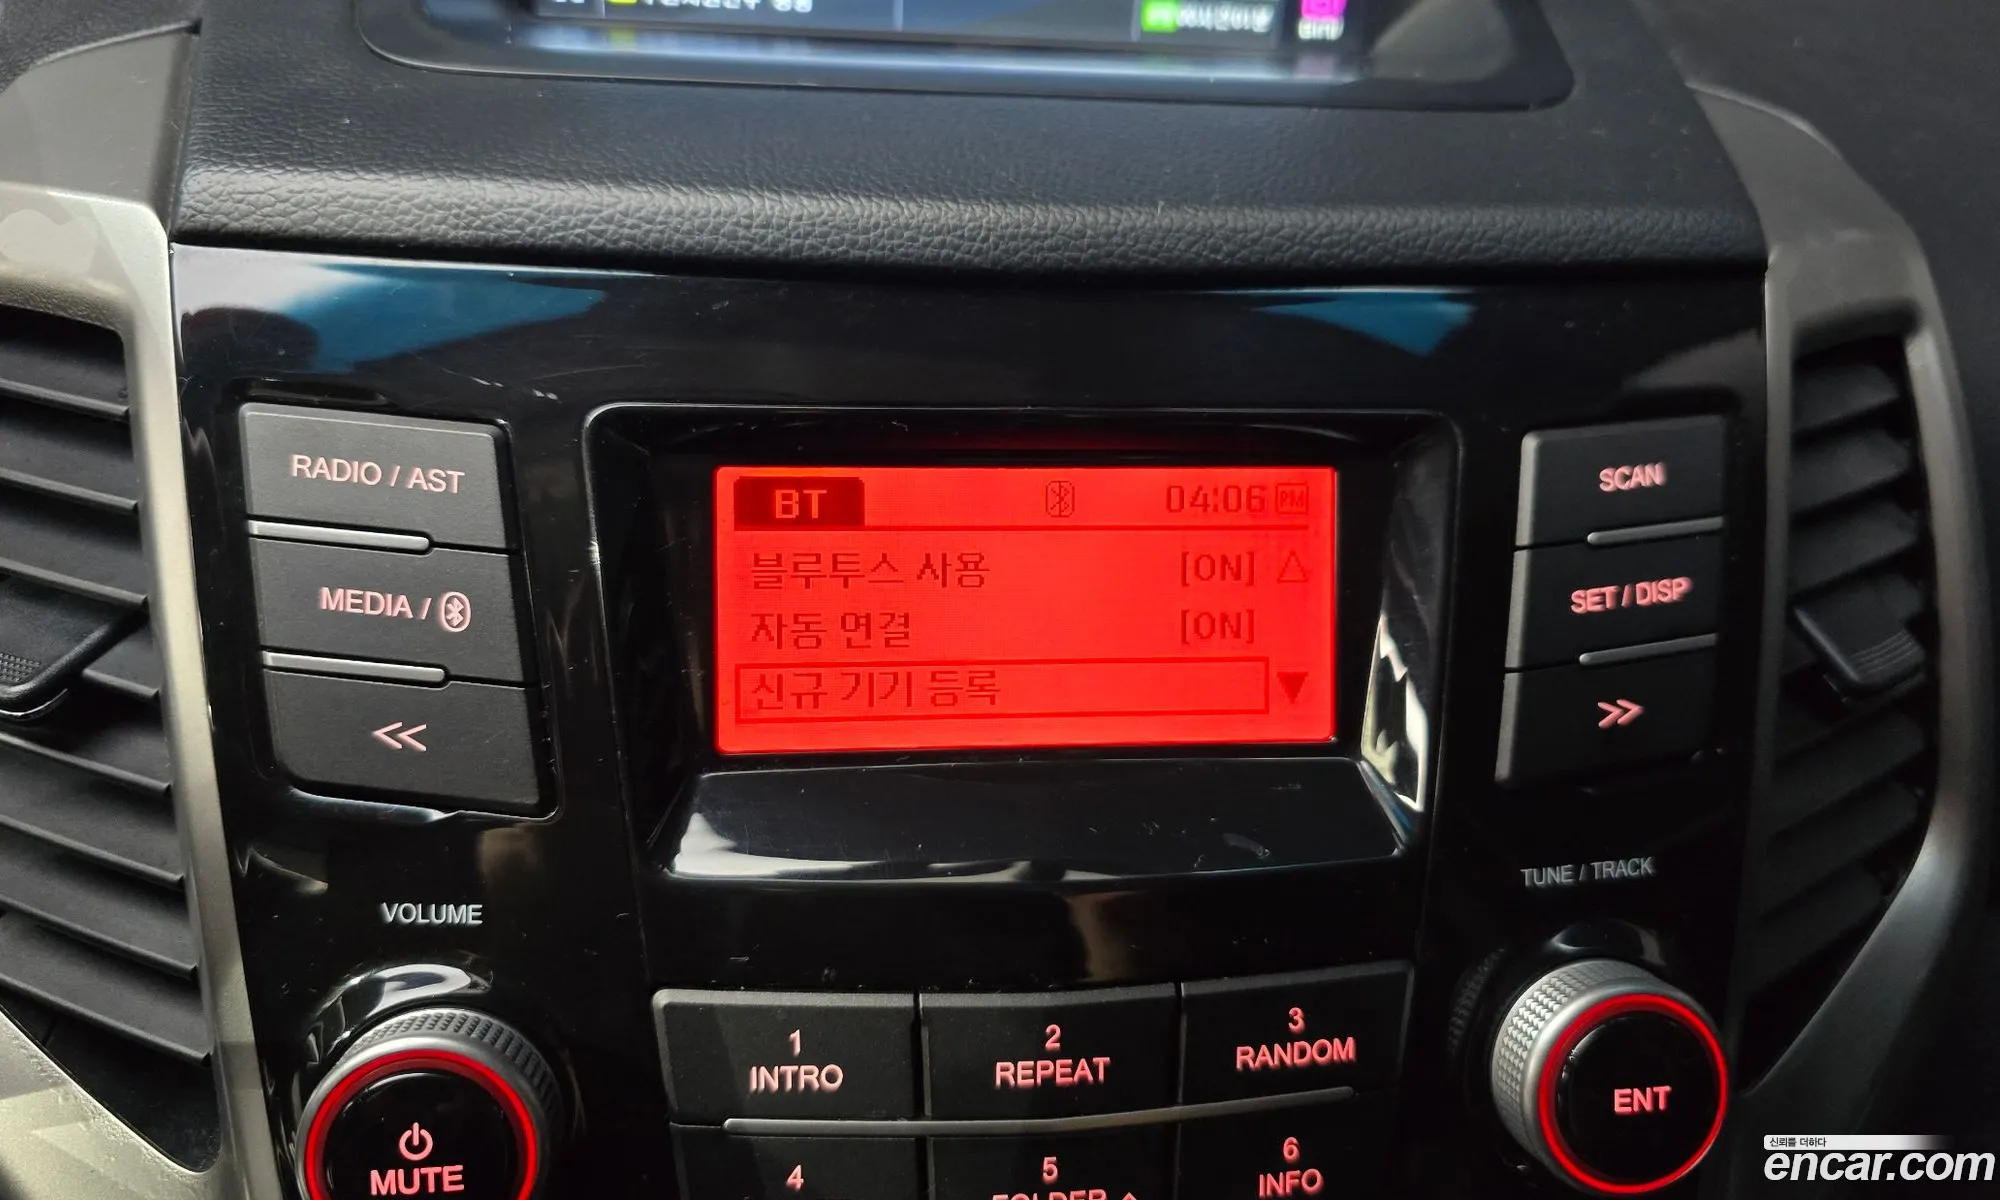 RADIO / AST
MEDIA /
<<
VOLUME
MUTE
BT
04:06 PM
블루투스 사용 [ON]
자동 연결 [ON]
신규 기기 등록
SCAN
SET / DISP
>>
TUNE / TRACK
ENT
1
INTRO
2
REPEAT
3
RANDOM
4
5
FOLDER
6
INFO
신뢰를 더하다
encar.com